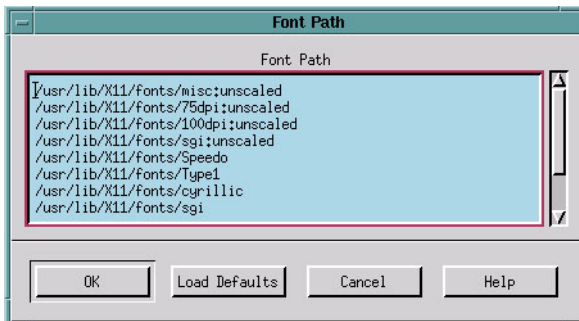 Font Path
Font Path
/usr/lib/X11/fonts/misc:unscaled
/usr/lib/X11/fonts/75dpi:unscaled
/usr/lib/X11/fonts/100dpi:unscaled
/usr/lib/X11/fonts/sgi:unscaled
/usr/lib/X11/fonts/Speedo
/usr/lib/X11/fonts/Type1
/usr/lib/X11/fonts/cyrillic
/usr/lib/X11/fonts/sgi
OK Load Defaults Cancel Help